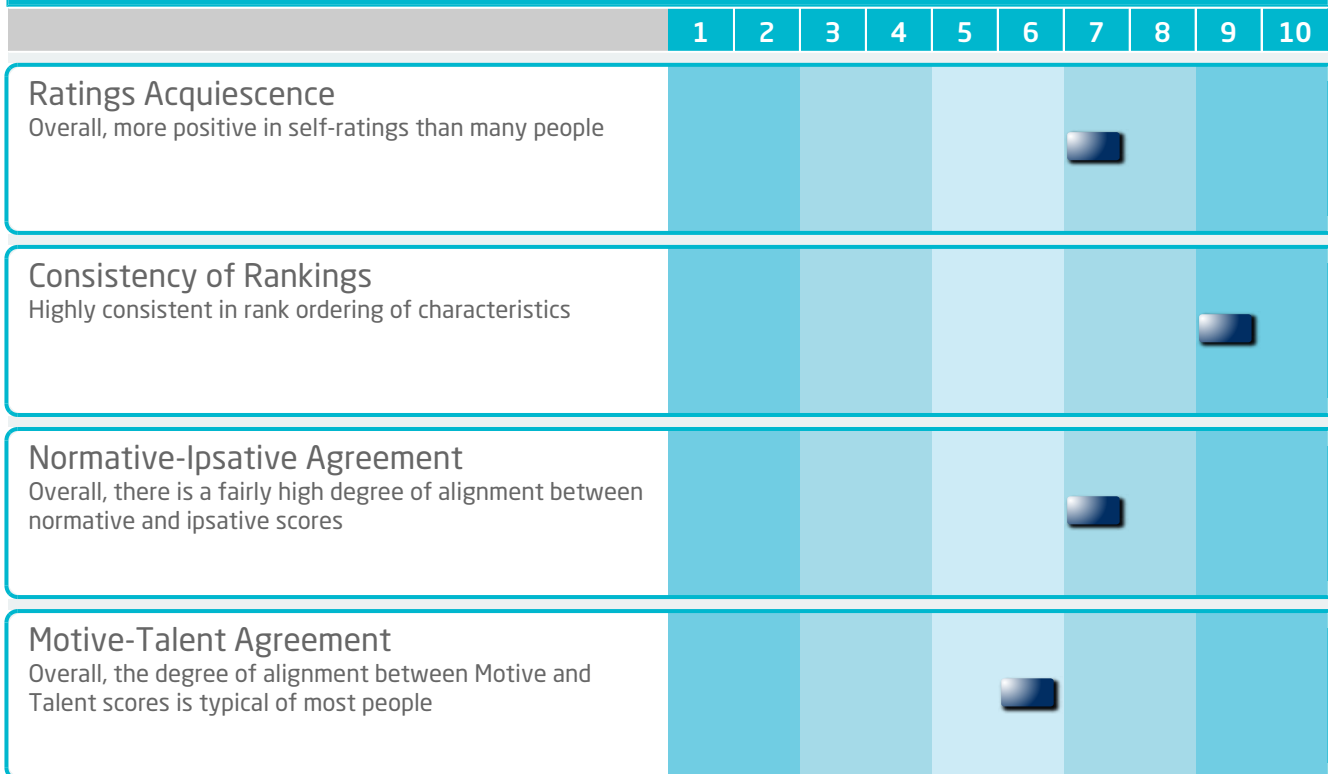 1 2 3 4 5 6 7 8 9 10
Ratings Acquiescence
Overall, more positive in self-ratings than many people
Consistency of Rankings
Highly consistent in rank ordering of characteristics
Normative-Ipsative Agreement
Overall, there is a fairly high degree of alignment between
normative and ipsative scores
Motive-Talent Agreement
Overall, the degree of alignment between Motive and
Talent scores is typical of most people